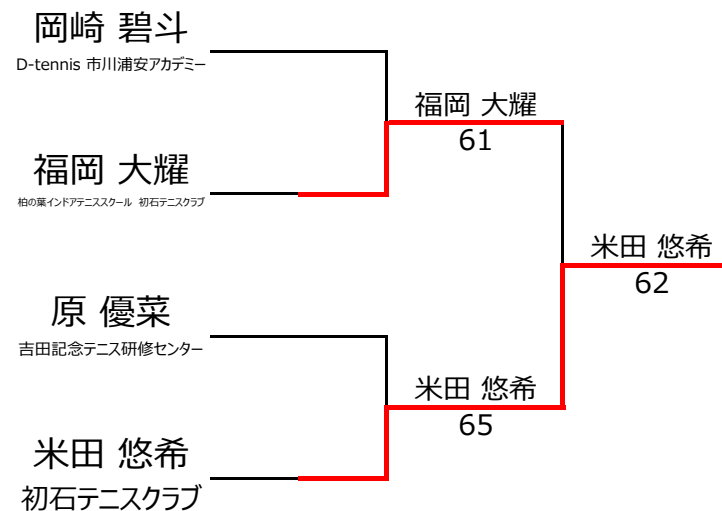 岡崎 碧斗
D-tennis 市川浦安アカデミー
福岡 大耀
61
福岡 大耀
柏の葉インドアテニススクール 初石テニスクラブ
米田 悠希
62
原 優菜
吉田記念テニス研修センター
米田 悠希
65
米田 悠希
初石テニスクラブ